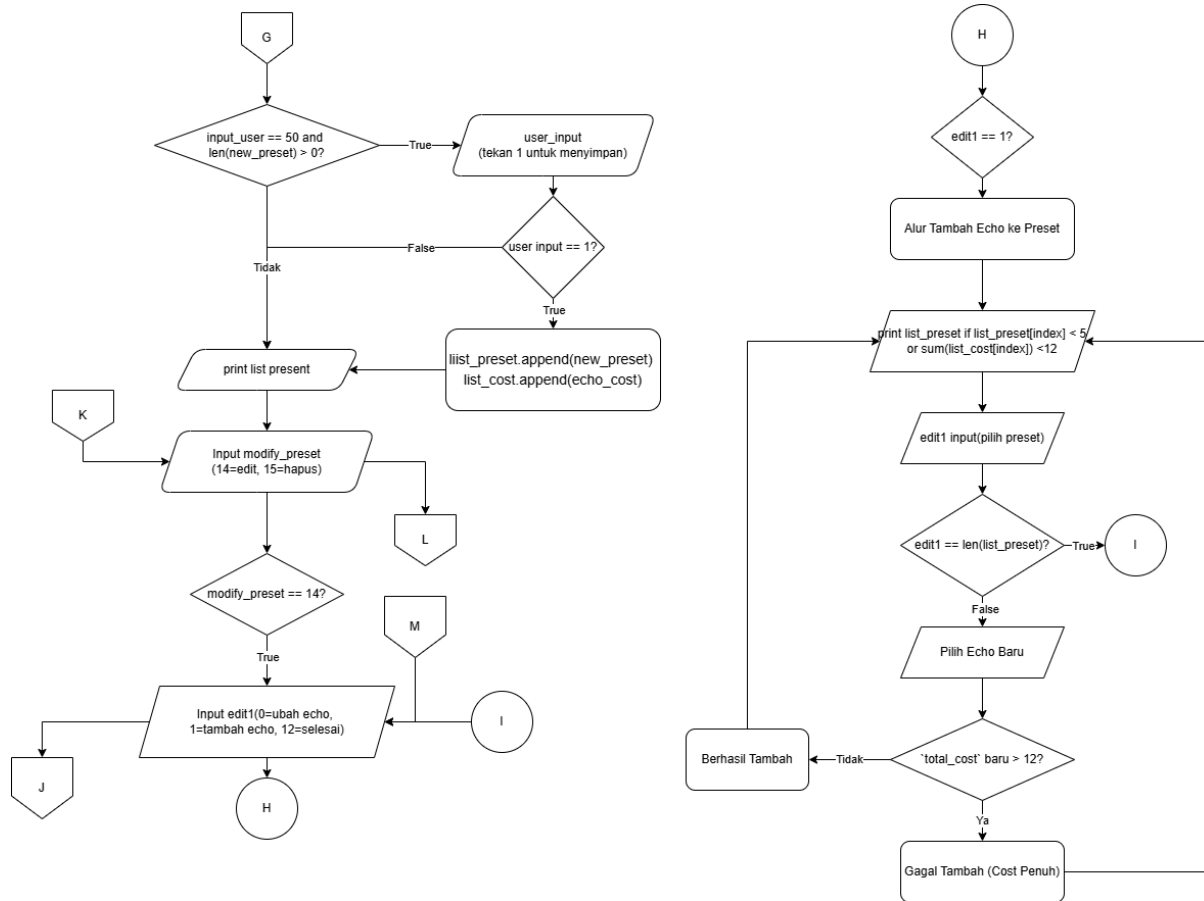 G
input_user == 50 and
len(new_preset) > 0?
True
user_input
(tekan 1 untuk menyimpan)
user input == 1?
False
Tidak
True
liist_preset.append(new_preset)
list_cost.append(echo_cost)
print list present
K
Input modify_preset
(14=edit, 15=hapus)
L
modify_preset == 14?
True
M
Input edit1(0=ubah echo,
1=tambah echo, 12=selesai)
I
J
H
H
edit1 == 1?
Alur Tambah Echo ke Preset
print list_preset if list_preset[index] < 5
or sum(list_cost[index]) <12
edit1 input(pilih preset)
edit1 == len(list_preset)?
True
I
False
Pilih Echo Baru
`total_cost` baru > 12?
Tidak
Berhasil Tambah
Ya
Gagal Tambah (Cost Penuh)